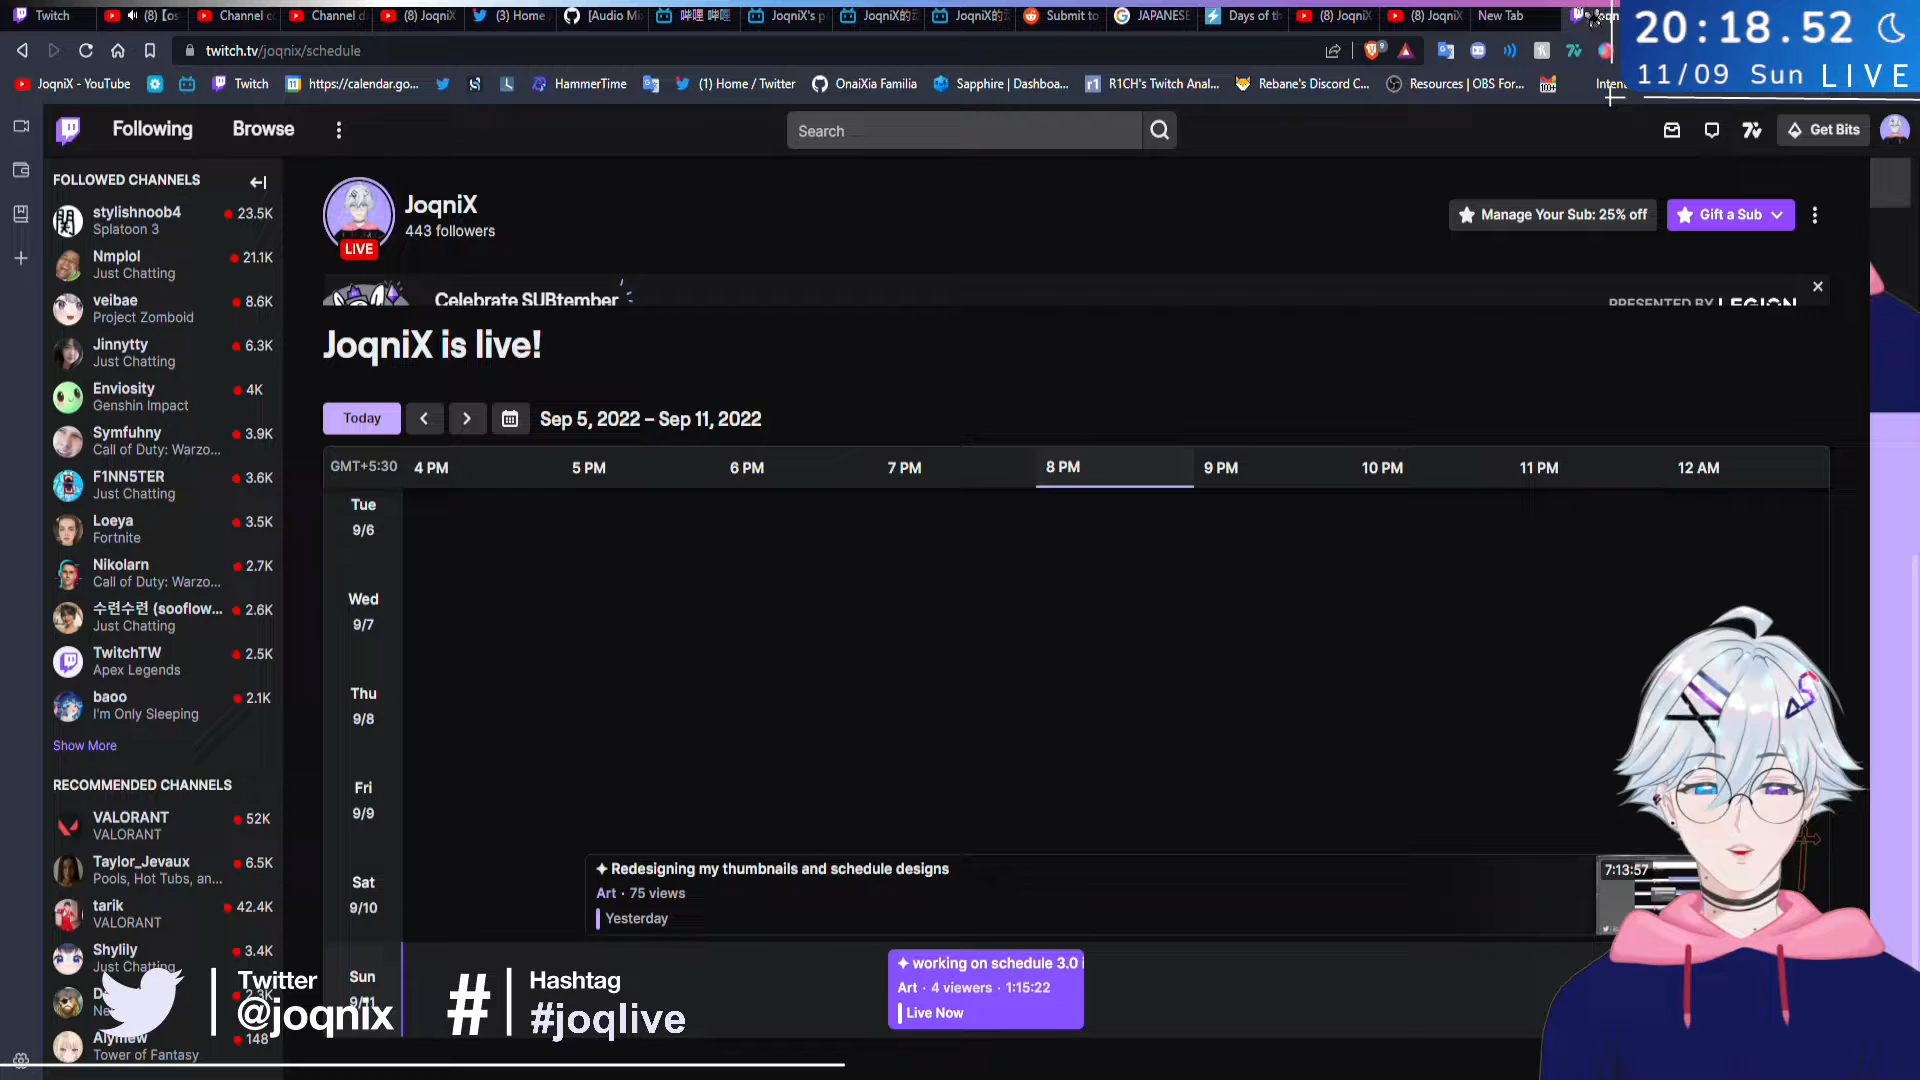 Twitch
(8) [os
Channel c
Channel d
(8) JoqniX
(3) Home
[Audio Mi
哔哩 哔哩
JoqniX's p
JoqniX的动
JoqniX的动
Submit to
JAPANESE
Days of th
(8) JoqniX
(8) JoqniX
New Tab
20:18.52
11/09 Sun LIVE
twitch.tv/joqnix/schedule
JoqniX - YouTube
Twitch
https://calendar.go...
HammerTime
(1) Home / Twitter
OnaiXia Familia
Sapphire | Dashboa...
R1CH's Twitch Anal...
Rebane's Discord C...
Resources | OBS For...
Following
Browse
Search
Get Bits
FOLLOWED CHANNELS
stylishnoob4
23.5K
Splatoon 3
Nmplol
21.1K
Just Chatting
veibae
8.6K
Project Zomboid
Jinnytty
6.3K
Just Chatting
Enviosity
4K
Genshin Impact
Symfuhny
3.9K
Call of Duty: Warzo...
F1NN5TER
3.6K
Just Chatting
Loeya
3.5K
Fortnite
Nikolarn
2.7K
Call of Duty: Warzo...
수련수련 (sooflow...
2.6K
Just Chatting
TwitchTW
2.5K
Apex Legends
baoo
2.1K
I'm Only Sleeping
Show More
RECOMMENDED CHANNELS
VALORANT
52K
VALORANT
Taylor_Jevaux
6.5K
Pools, Hot Tubs, an...
tarik
42.4K
VALORANT
Shylily
3.4K
Just Chatting
Alymew
148
Tower of Fantasy
JoqniX
443 followers
LIVE
Manage Your Sub: 25% off
Gift a Sub
Celebrate SUBtember
PRESENTED BY LEGION
JoqniX is live!
Today
Sep 5, 2022 – Sep 11, 2022
GMT+5:30
4 PM
5 PM
6 PM
7 PM
8 PM
9 PM
10 PM
11 PM
12 AM
Tue
9/6
Wed
9/7
Thu
9/8
Fri
9/9
Sat
9/10
Redesigning my thumbnails and schedule designs
Art · 75 views
Yesterday
7:13:57
Sun
working on schedule 3.0
Art · 4 viewers · 1:15:22
Live Now
Twitter
@joqnix
#
Hashtag
#joqlive